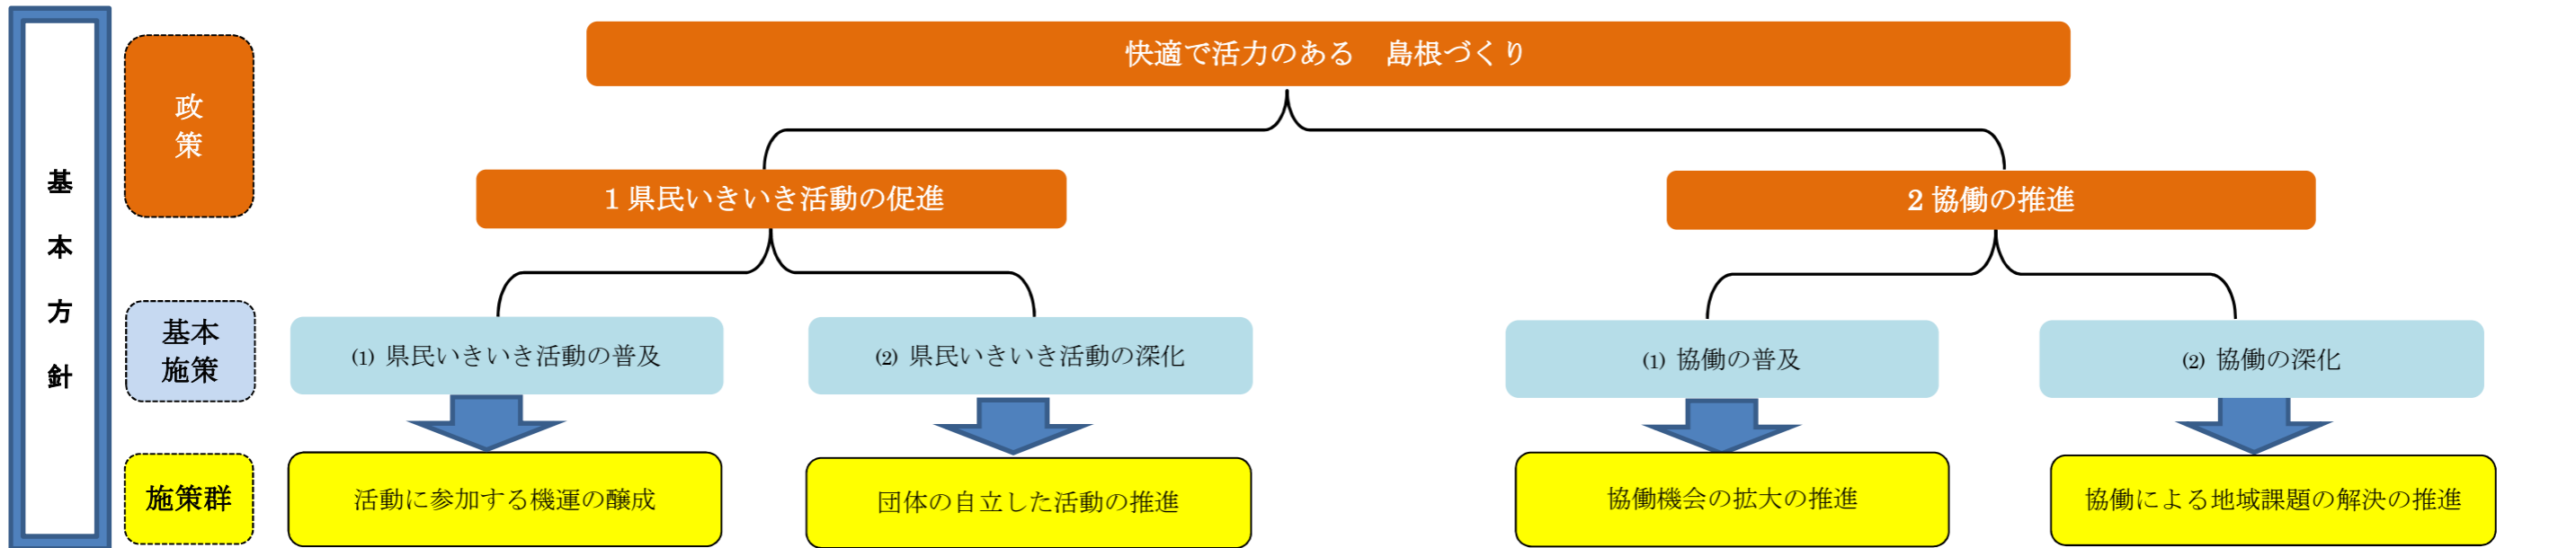 基本方針
政策
快適で活力のある　島根づくり
1 県民いきいき活動の促進
2 協働の推進
基本
施策
⑴ 県民いきいき活動の普及
⑵ 県民いきいき活動の深化
⑴ 協働の普及
⑵ 協働の深化
施策群
活動に参加する機運の醸成
団体の自立した活動の推進
協働機会の拡大の推進
協働による地域課題の解決の推進